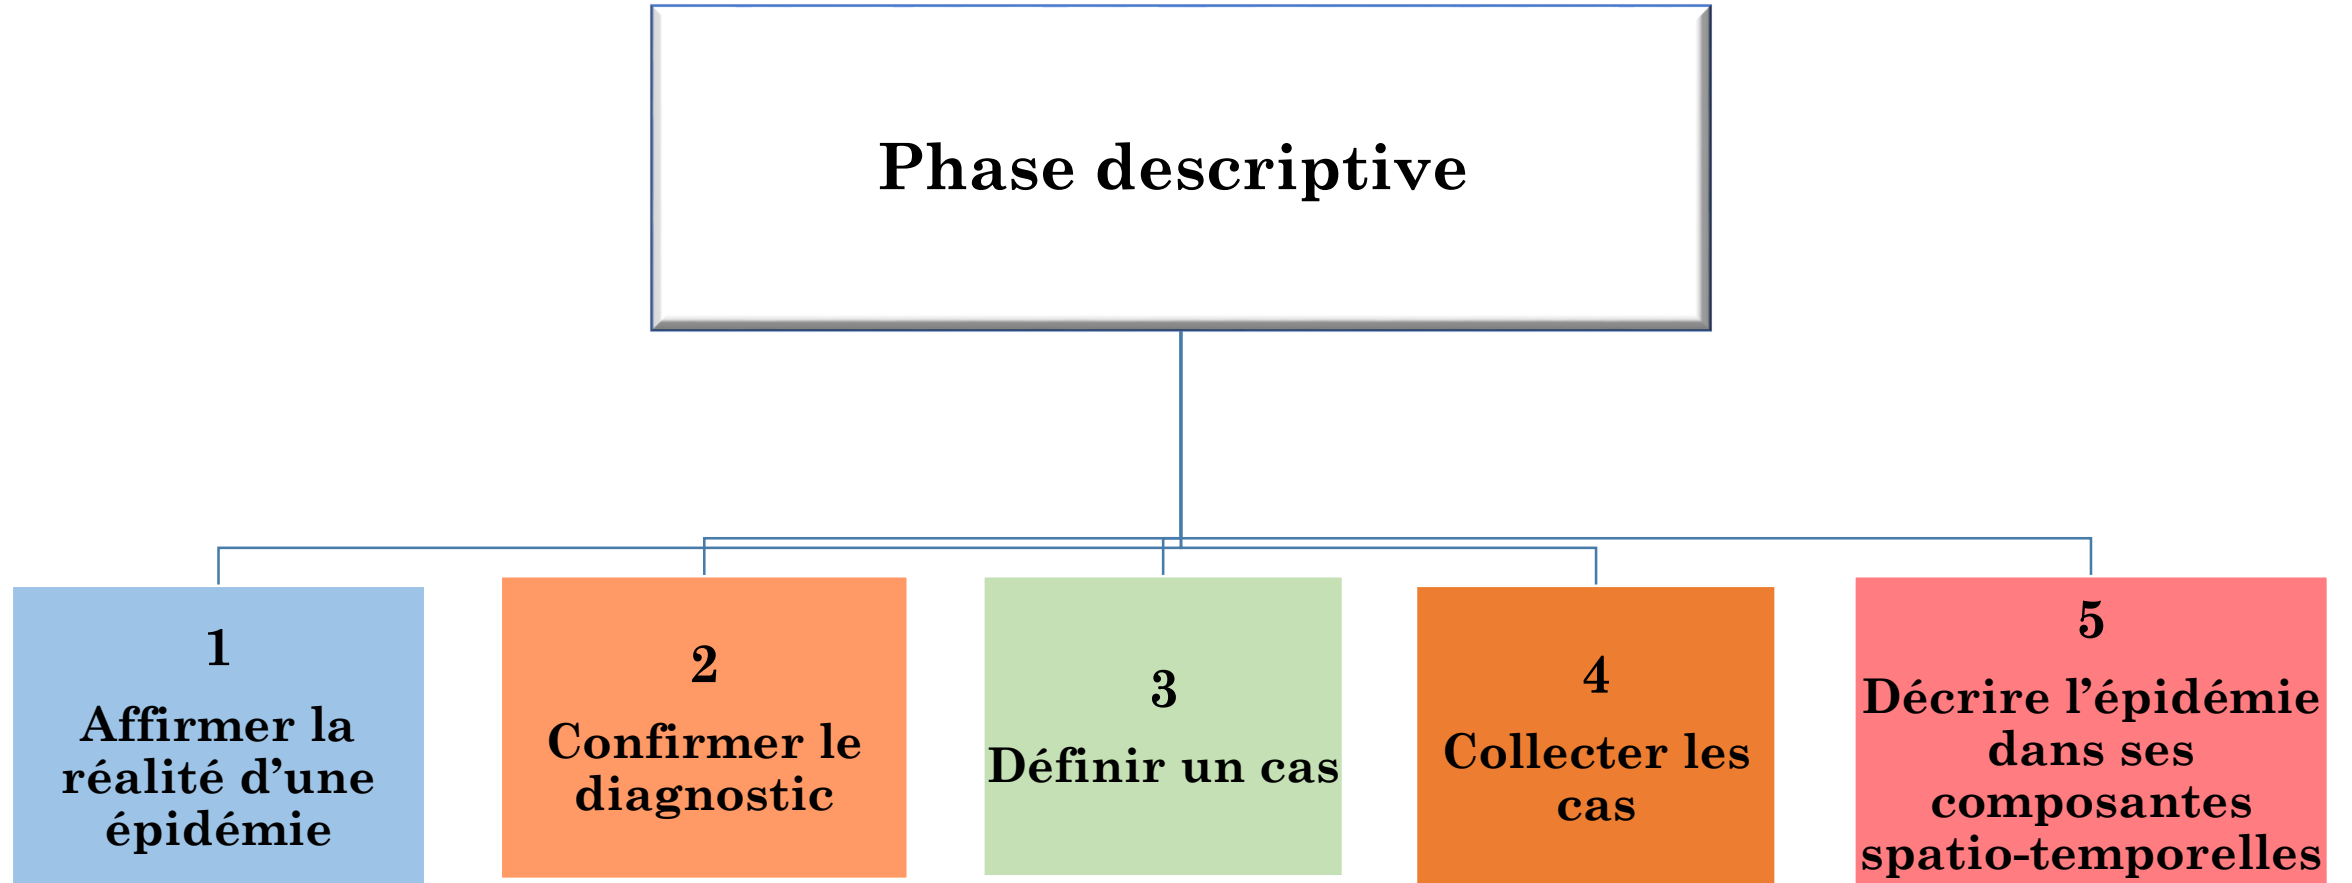 Phase descriptive
1
Affirmer la
réalité d’une
épidémie
2
Confirmer le
diagnostic
3
Définir un cas
4
Collecter les
cas
5
Décrire l’épidémie
dans ses
composantes
spatio-temporelles